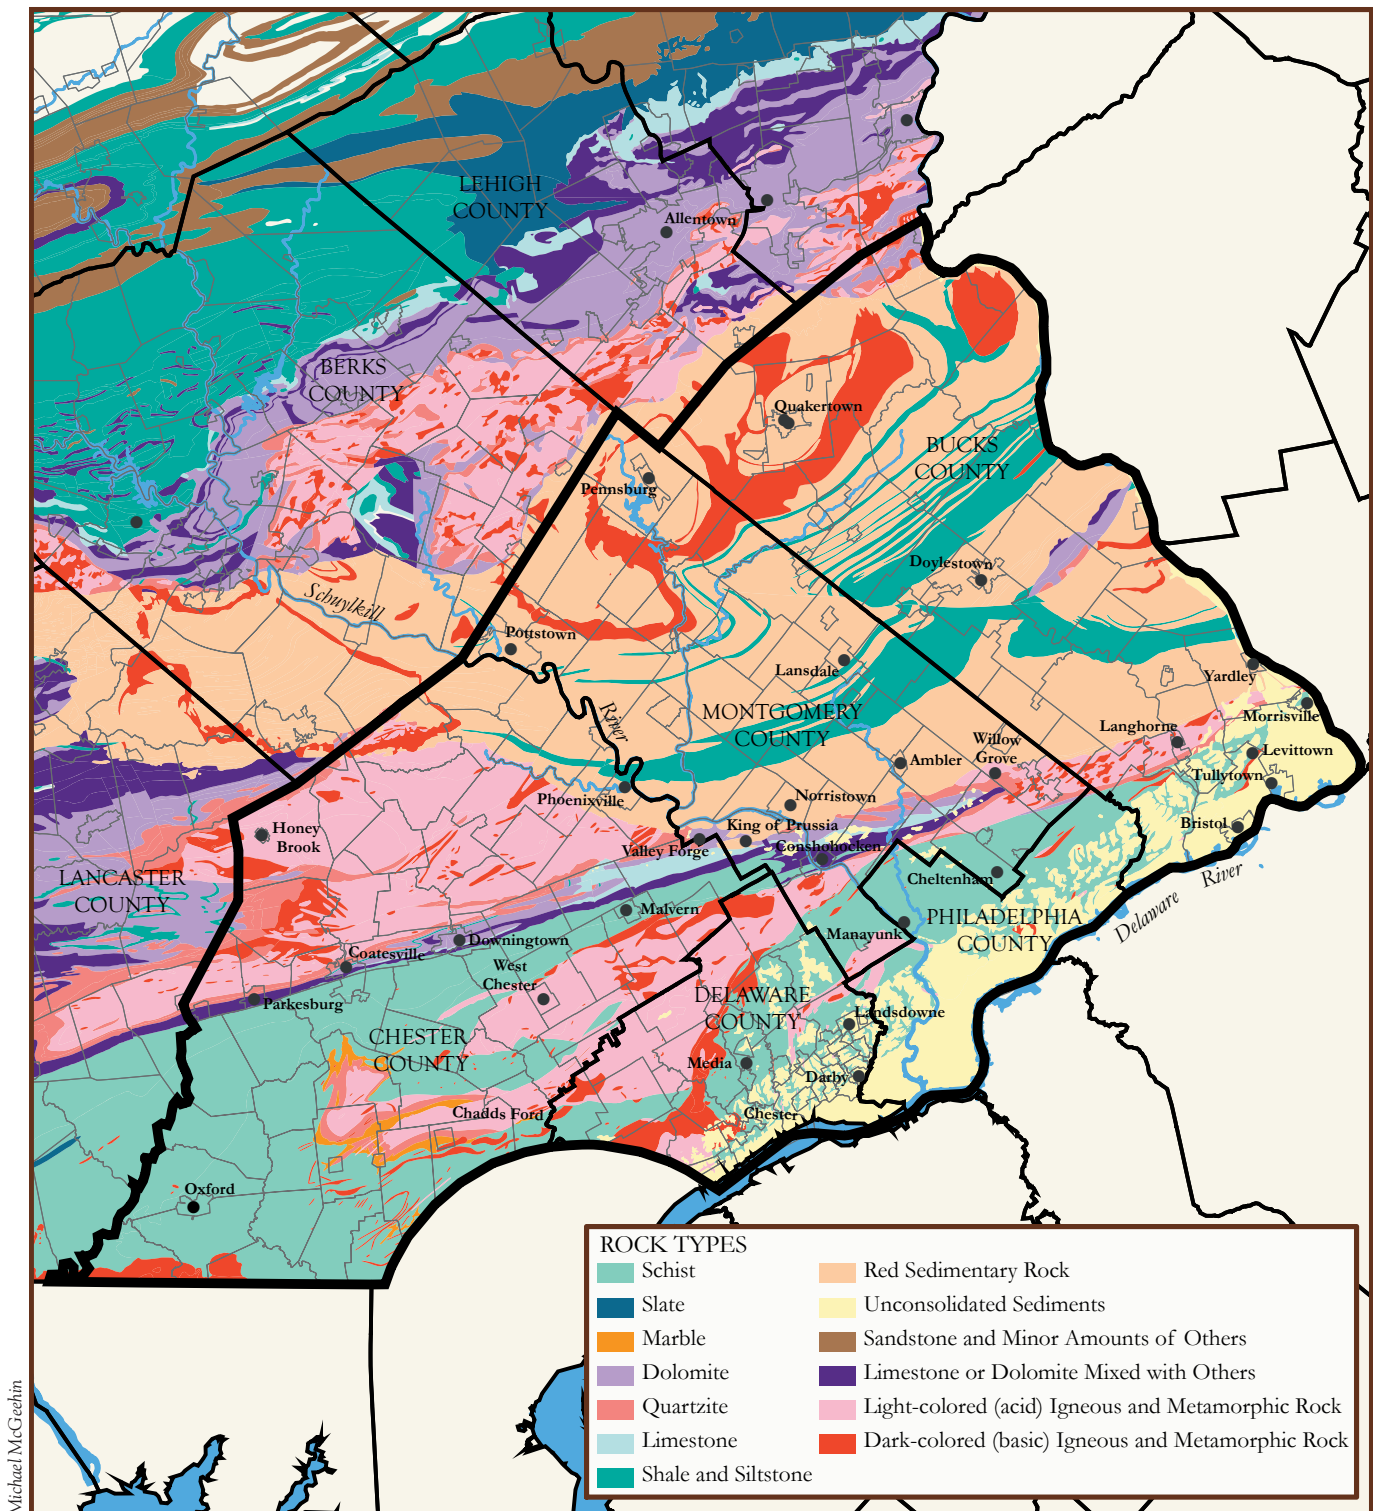 LEHIGH
COUNTY
Allentown
BERKS
COUNTY
Quakertown
BUCKS
COUNTY
Pennsburg
Doylestown
Schuylkill
River
Pottstown
Lansdale
Yardley
MONTGOMERY
COUNTY
Morrisville
Langhorne
Willow
Grove
Levittown
Ambler
Tullytown
Phoenixville
Norristown
Honey
Brook
King of Prussia
Bristol
Valley Forge
Conshohocken
LANCASTER
COUNTY
Cheltenham
Delaware
River
Malvern
PHILADELPHIA
COUNTY
Manayunk
Downingtown
Coatesville
West
Chester
Parkesburg
DELAWARE
COUNTY
Landsdowne
CHESTER
COUNTY
Media
Darby
Chadds Ford
Chester
Oxford
ROCK TYPES
Schist
Slate
Marble
Dolomite
Quartzite
Limestone
Shale and Siltstone
Red Sedimentary Rock
Unconsolidated Sediments
Sandstone and Minor Amounts of Others
Limestone or Dolomite Mixed with Others
Light-colored (acid) Igneous and Metamorphic Rock
Dark-colored (basic) Igneous and Metamorphic Rock
Michael McGeehin